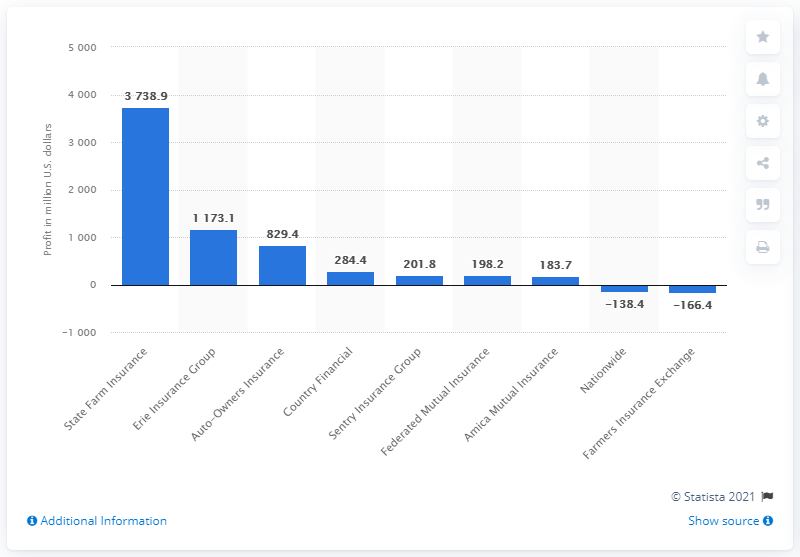 5 000
4 000
3 000
2 000
1 000
0
−1 000
Profit in million U.S. dollars
3 738.9
1 173.1
829.4
284.4
201.8
198.2
183.7
−138.4
−166.4
State Farm Insurance
Erie Insurance Group
Auto-Owners Insurance
Country Financial
Sentry Insurance Group
Federated Mutual Insurance
Amica Mutual Insurance
Nationwide
Farmers Insurance Exchange
© Statista 2021
Additional Information
Show source